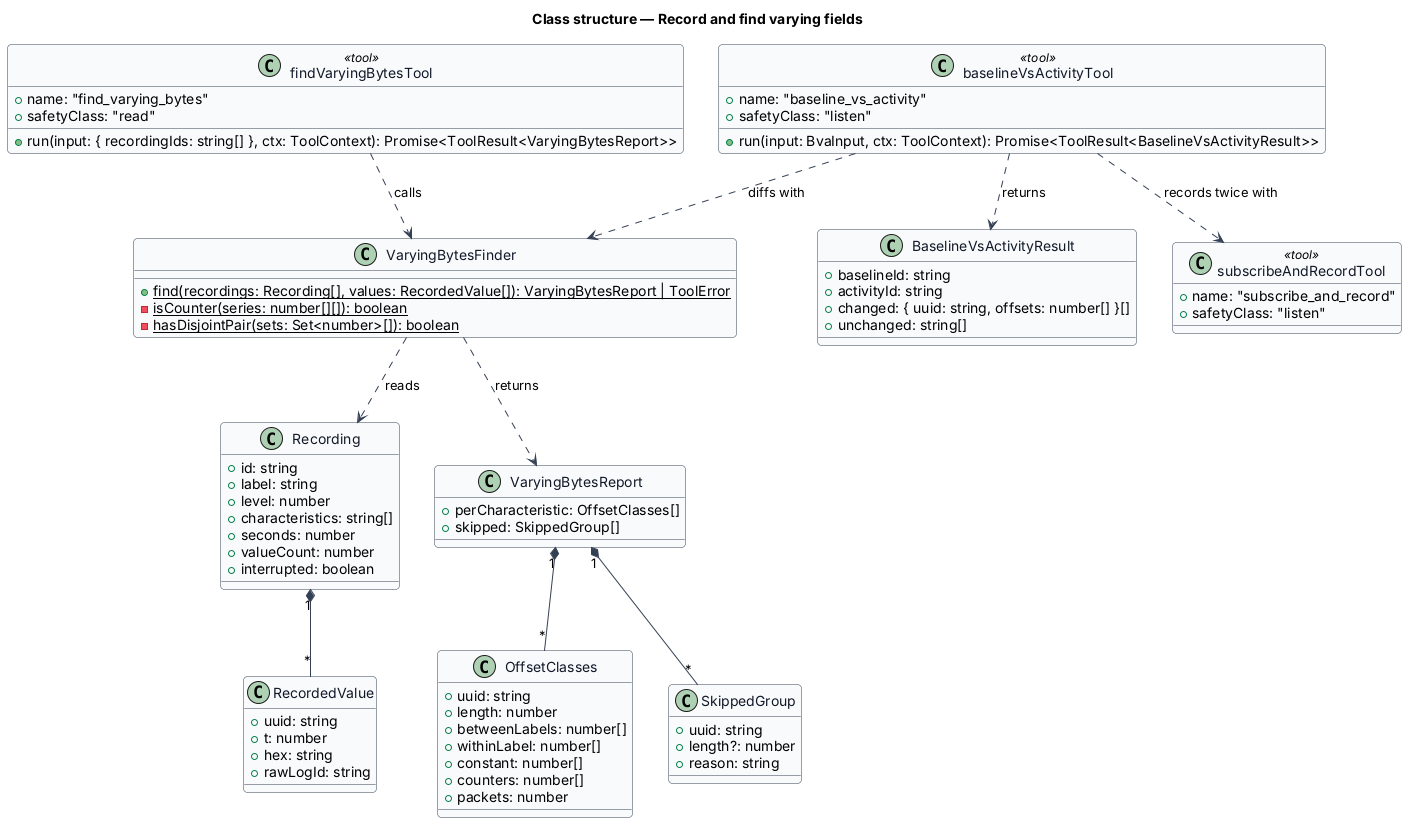 Class structure — Record and find varying fields
C
«tool»
findVaryingBytesTool
name: "find_varying_bytes"
safetyClass: "read"
run(input: { recordingIds: string[] }, ctx: ToolContext): Promise<ToolResult<VaryingBytesReport>>
C
«tool»
baselineVsActivityTool
name: "baseline_vs_activity"
safetyClass: "listen"
run(input: BvaInput, ctx: ToolContext): Promise<ToolResult<BaselineVsActivityResult>>
calls
diffs with
returns
records twice with
C VaryingBytesFinder
find(recordings: Recording[], values: RecordedValue[]): VaryingBytesReport | ToolError
isCounter(series: number[][]): boolean
hasDisjointPair(sets: Set<number>[]): boolean
C BaselineVsActivityResult
baselineId: string
activityId: string
changed: { uuid: string, offsets: number[] }[]
unchanged: string[]
C
«tool»
subscribeAndRecordTool
name: "subscribe_and_record"
safetyClass: "listen"
reads
returns
C Recording
id: string
label: string
level: number
characteristics: string[]
seconds: number
valueCount: number
interrupted: boolean
C VaryingBytesReport
perCharacteristic: OffsetClasses[]
skipped: SkippedGroup[]
1
*
1
*
1
*
C RecordedValue
uuid: string
t: number
hex: string
rawLogId: string
C OffsetClasses
uuid: string
length: number
betweenLabels: number[]
withinLabel: number[]
constant: number[]
counters: number[]
packets: number
C SkippedGroup
uuid: string
length?: number
reason: string